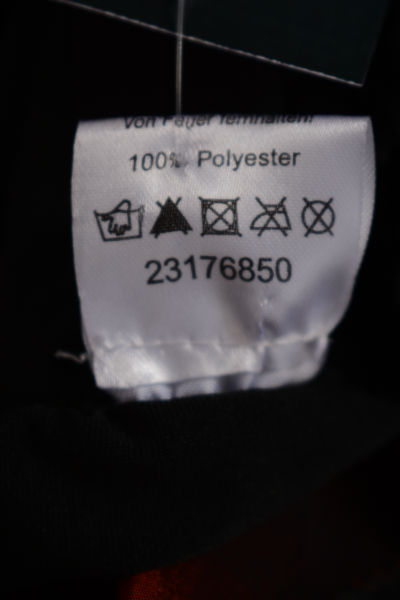 Von Feuer fernhalten!
100% Polyester
23176850